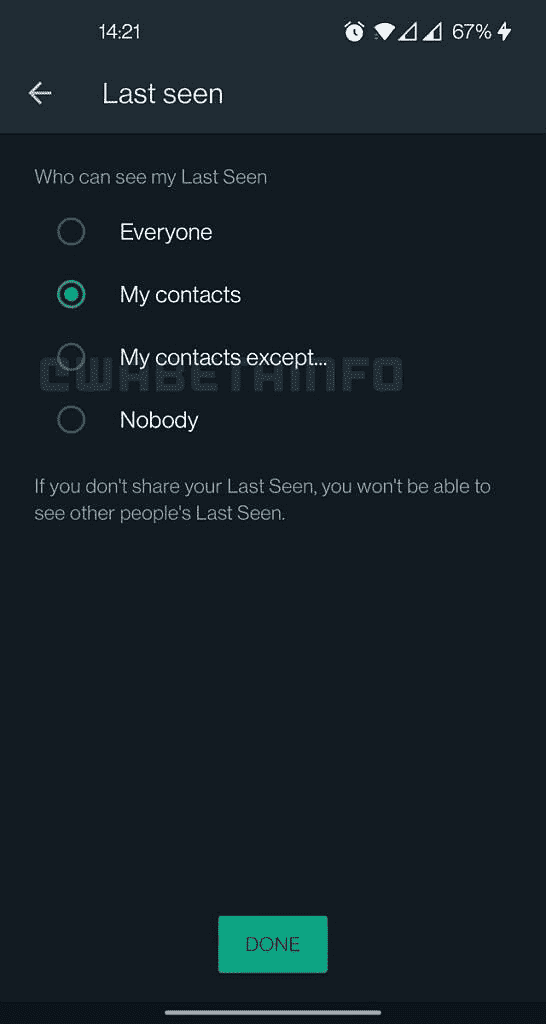 14:21 67%
Last seen
Who can see my Last Seen
Everyone
My contacts
My contacts except...
CWABETAINFO
Nobody
If you don't share your Last Seen, you won't be able to
see other people's Last Seen.
DONE